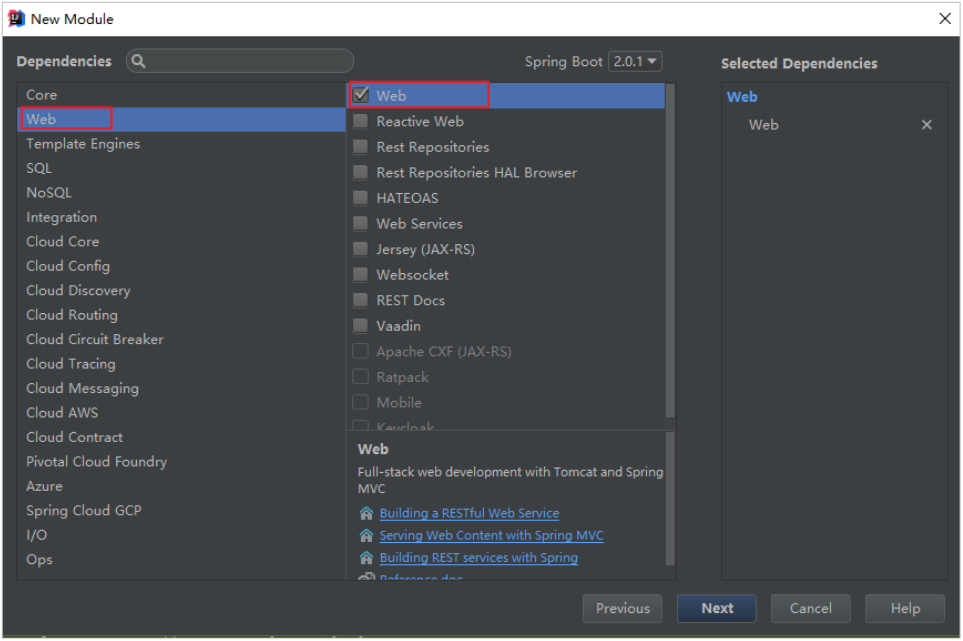 New Module
Dependencies
Spring Boot 2.0.1
Selected Dependencies
Core
Web
Template Engines
SQL
NoSQL
Integration
Cloud Core
Cloud Config
Cloud Discovery
Cloud Routing
Cloud Circuit Breaker
Cloud Tracing
Cloud Messaging
Cloud AWS
Cloud Contract
Pivotal Cloud Foundry
Azure
Spring Cloud GCP
I/O
Ops
Web
Reactive Web
Rest Repositories
Rest Repositories HAL Browser
HATEOAS
Web Services
Jersey (JAX-RS)
Websocket
REST Docs
Vaadin
Apache CXF (JAX-RS)
Ratpack
Mobile
Keycloak
Web
Full-stack web development with Tomcat and Spring
MVC
Building a RESTful Web Service
Serving Web Content with Spring MVC
Building REST services with Spring
Reference doc
Web
Web
Previous
Next
Cancel
Help